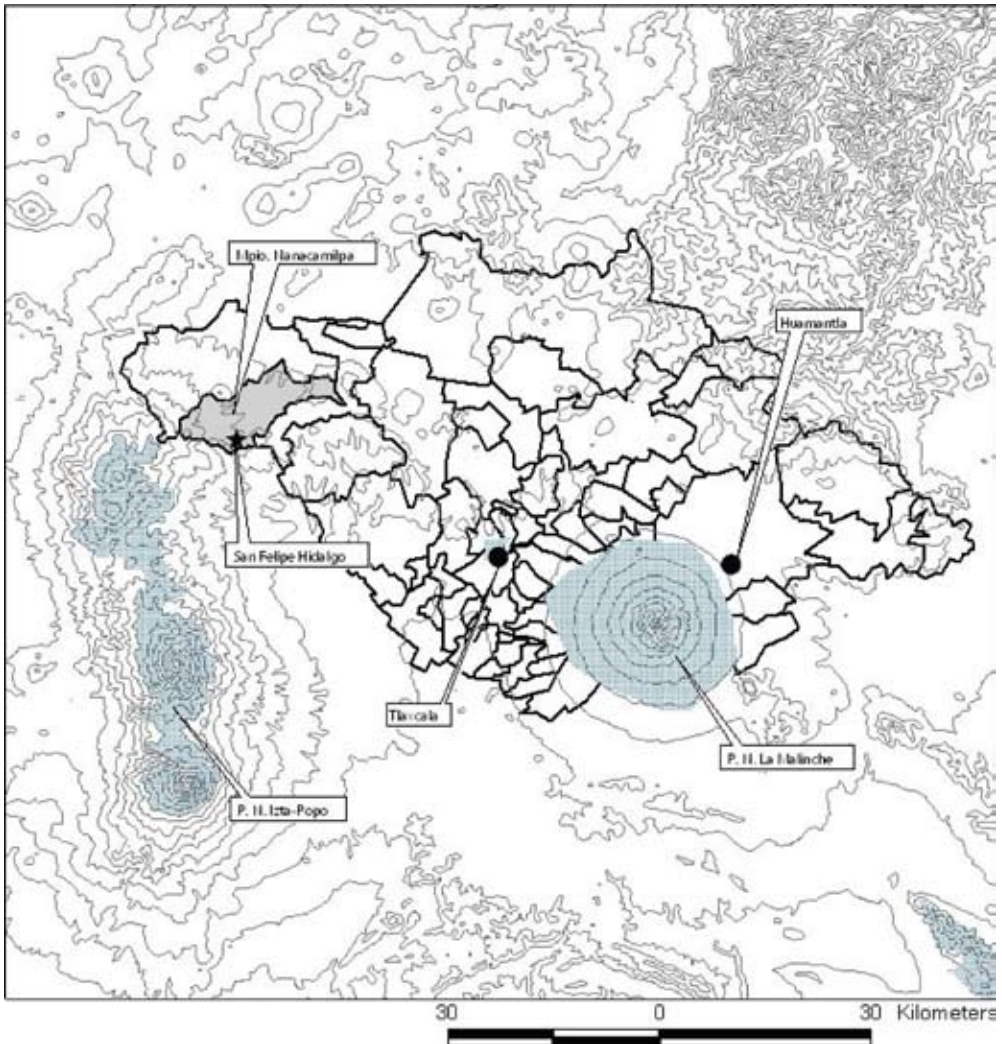 Mpio. Nanacamilpa
Huamantla
San Felipe Hidalgo
Tlaxcala
P. N. La Malinche
P. N. Izta-Popo
30 0 30 Kilometers